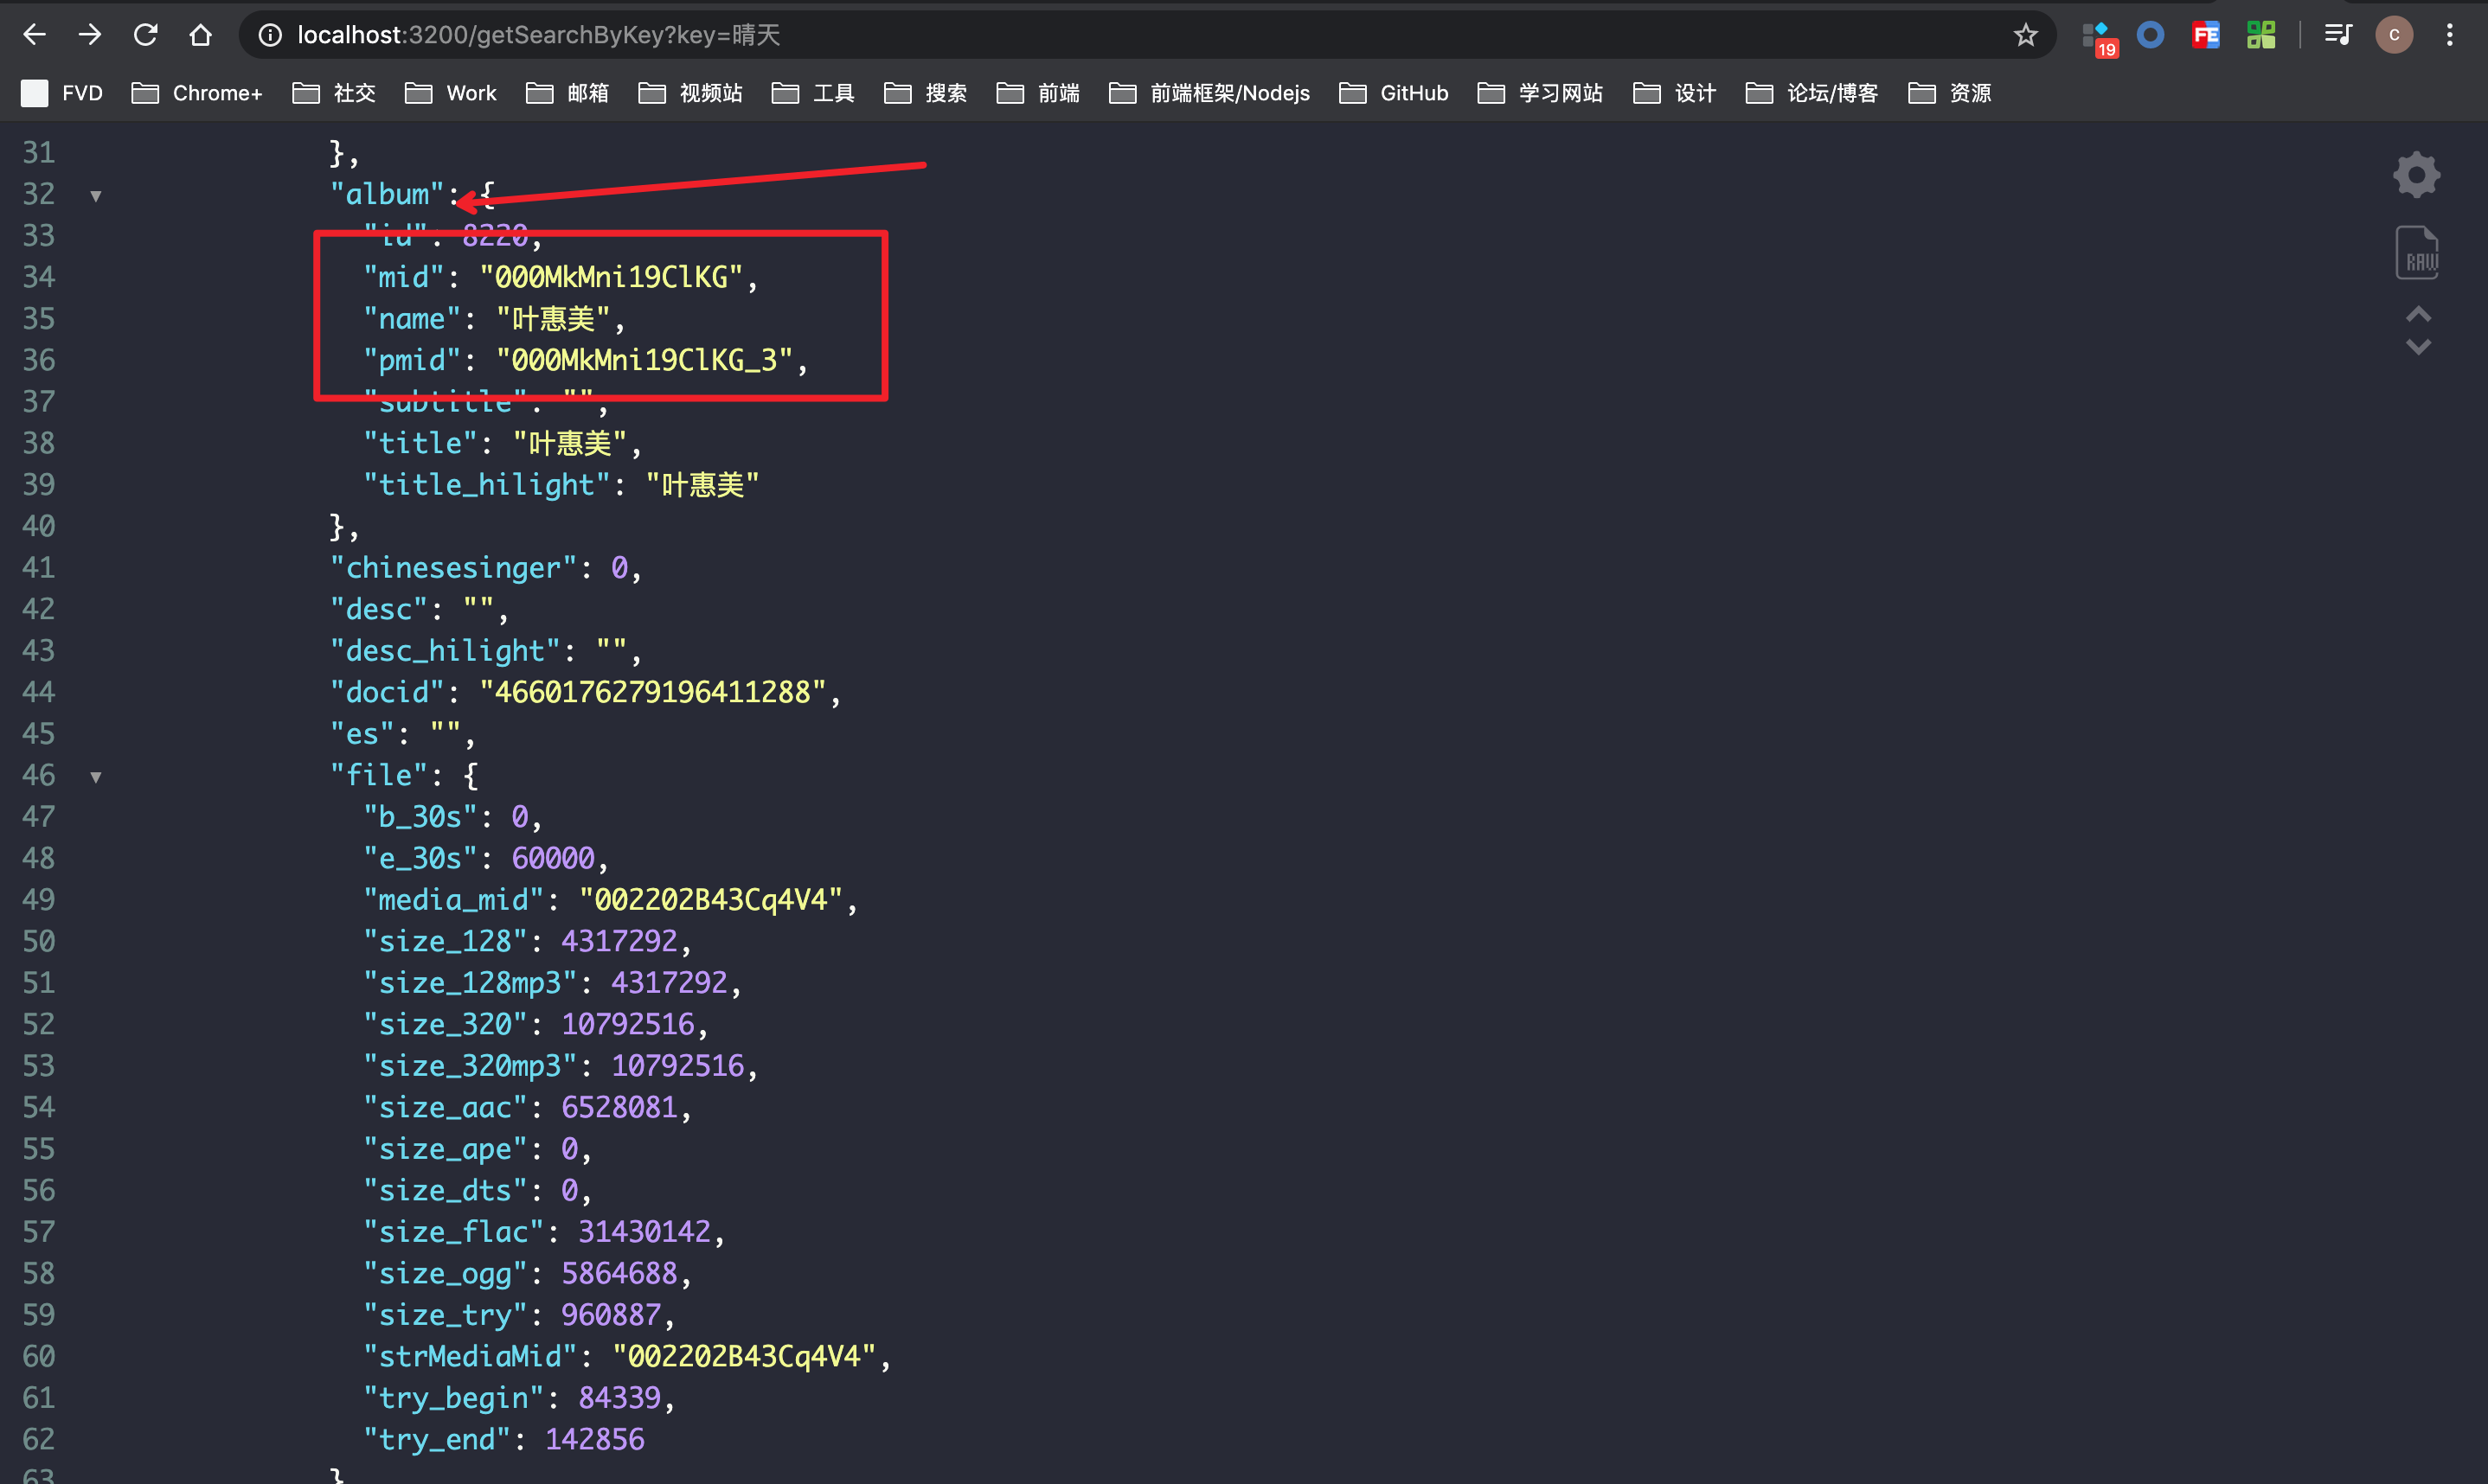 localhost:3200/getSearchByKey?key=晴天
19
FE
C
FVD Chrome+ 社交 Work 邮箱 视频站 工具 搜索 前端 前端框架/Nodejs GitHub 学习网站 设计 论坛/博客 资源
31 },
32 "album": {
33 "id": 8220,
34 "mid": "000MkMni19ClKG",
35 "name": "叶惠美",
36 "pmid": "000MkMni19ClKG_3",
37 "subtitle": "",
38 "title": "叶惠美",
39 "title_hilight": "叶惠美"
40 },
41 "chinesesinger": 0,
42 "desc": "",
43 "desc_hilight": "",
44 "docid": "4660176279196411288",
45 "es": "",
46 "file": {
47 "b_30s": 0,
48 "e_30s": 60000,
49 "media_mid": "002202B43Cq4V4",
50 "size_128": 4317292,
51 "size_128mp3": 4317292,
52 "size_320": 10792516,
53 "size_320mp3": 10792516,
54 "size_aac": 6528081,
55 "size_ape": 0,
56 "size_dts": 0,
57 "size_flac": 31430142,
58 "size_ogg": 5864688,
59 "size_try": 960887,
60 "strMediaMid": "002202B43Cq4V4",
61 "try_begin": 84339,
62 "try_end": 142856
63 }
RAW